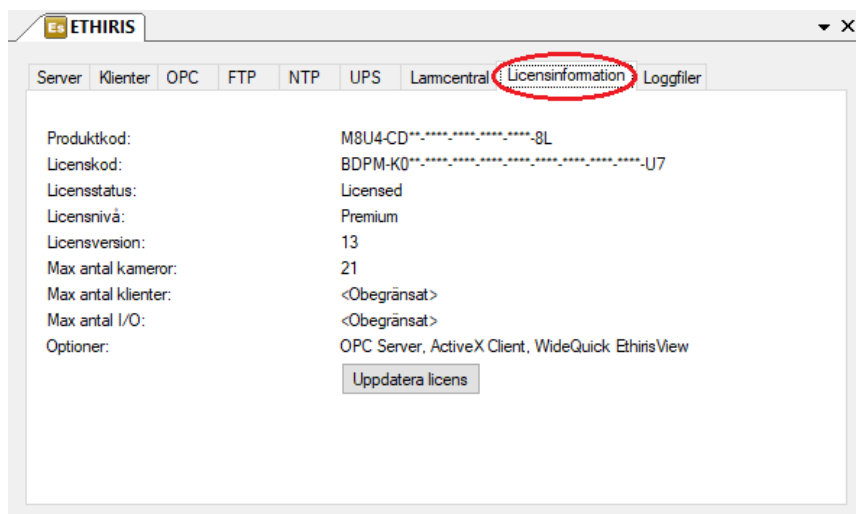 Es ETHIRIS
Server Klienter OPC FTP NTP UPS Larmcentral Licensinformation Loggfiler
Produktkod: M8U4-CD**-****-****-****-****-8L
Licenskod: BDPM-K0**-****-****-****-****-****-****-****-U7
Licensstatus: Licensed
Licensnivå: Premium
Licensversion: 13
Max antal kameror: 21
Max antal klienter: <Obegränsat>
Max antal I/O: <Obegränsat>
Optioner: OPC Server, ActiveX Client, WideQuick EthirisView
Uppdatera licens